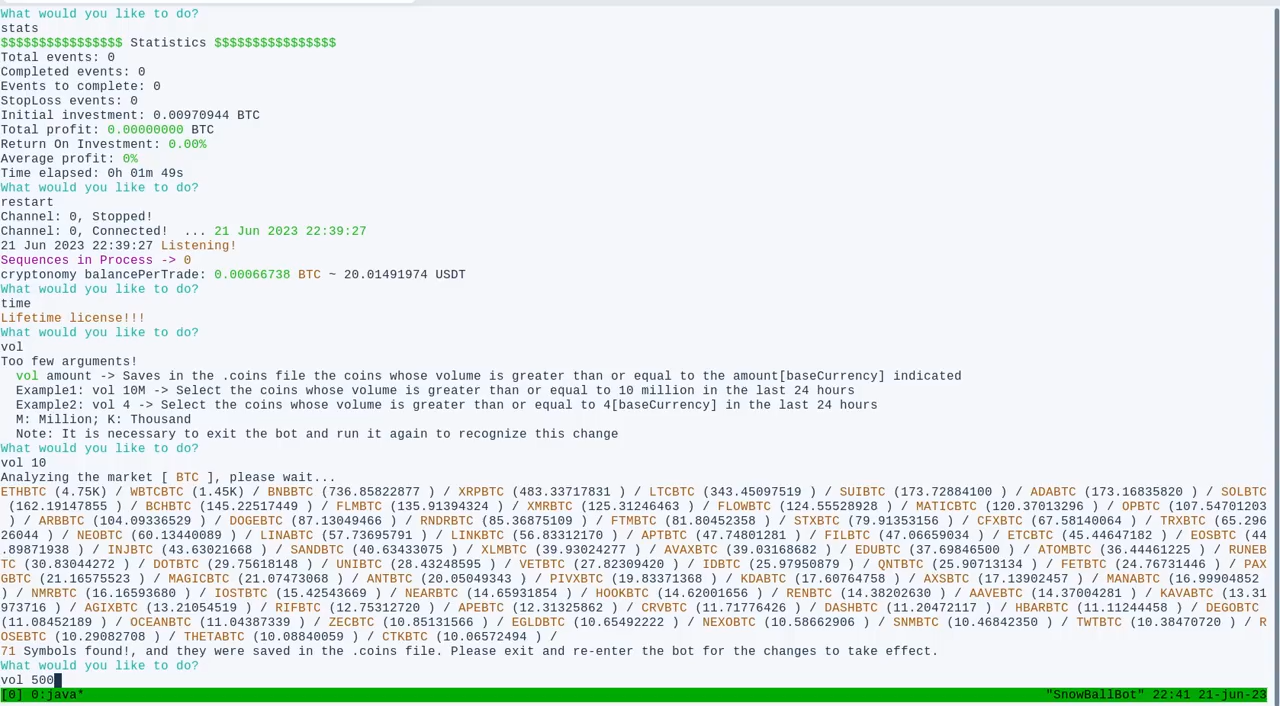 What would you like to do?
stats
$$$$$$$$$$$$$$$$ Statistics $$$$$$$$$$$$$$$$
Total events: 0
Completed events: 0
Events to complete: 0
StopLoss events: 0
Initial investment: 0.00970944 BTC
Total profit: 0.00000000 BTC
Return On Investment: 0.00%
Average profit: 0%
Time elapsed: 0h 01m 49s
What would you like to do?
restart
Channel: 0, Stopped!
Channel: 0, Connected!  ... 21 Jun 2023 22:39:27
21 Jun 2023 22:39:27 Listening!
Sequences in Process -> 0
cryptonomy balancePerTrade: 0.00066738 BTC ~ 20.01491974 USDT
What would you like to do?
time
Lifetime license!!!
What would you like to do?
vol
Too few arguments!
  vol amount -> Saves in the .coins file the coins whose volume is greater than or equal to the amount[baseCurrency] indicated
  Example1: vol 10M -> Select the coins whose volume is greater than or equal to 10 million in the last 24 hours
  Example2: vol 4 -> Select the coins whose volume is greater than or equal to 4[baseCurrency] in the last 24 hours
  M: Million; K: Thousand
  Note: It is necessary to exit the bot and run it again to recognize this change
What would you like to do?
vol 10
Analyzing the market [ BTC ], please wait...
ETHBTC (4.75K) / WBTCBTC (1.45K) / BNBBTC (736.85822877 ) / XRPBTC (483.33717831 ) / LTCBTC (343.45097519 ) / SUIBTC (173.72884100 ) / ADABTC (173.16835820 ) / SOLBTC
 (162.19147855 ) / BCHBTC (145.22517449 ) / FLMBTC (135.91394324 ) / XMRBTC (125.31246463 ) / FLOWBTC (124.55528928 ) / MATICBTC (120.37013296 ) / OPBTC (107.54701203
 ) / ARBBTC (104.09336529 ) / DOGEBTC (87.13049466 ) / RNDRBTC (85.36875109 ) / FTMBTC (81.80452358 ) / STXBTC (79.91353156 ) / CFXBTC (67.58140064 ) / TRXBTC (65.296
26044 ) / NEOBTC (60.13440089 ) / LINABTC (57.73695791 ) / LINKBTC (56.83312170 ) / APTBTC (47.74801281 ) / FILBTC (47.06659034 ) / ETCBTC (45.44647182 ) / EOSBTC (44
.89871938 ) / INJBTC (43.63021668 ) / SANDBTC (40.63433075 ) / XLMBTC (39.93024277 ) / AVAXBTC (39.03168682 ) / EDUBTC (37.69846500 ) / ATOMBTC (36.44461225 ) / RUNEB
TC (30.83044272 ) / DOTBTC (29.75618148 ) / UNIBTC (28.43248595 ) / VETBTC (27.82309420 ) / IDBTC (25.97950879 ) / QNTBTC (25.90713134 ) / FETBTC (24.76731446 ) / PAX
GBTC (21.16575523 ) / MAGICBTC (21.07473068 ) / ANTBTC (20.05049343 ) / PIVXBTC (19.83371368 ) / KDABTC (17.60764758 ) / AXSBTC (17.13902457 ) / MANABTC (16.99904852
) / NMRBTC (16.16593680 ) / IOSTBTC (15.42543669 ) / NEARBTC (14.65931854 ) / HOOKBTC (14.62001656 ) / RENBTC (14.38202630 ) / AAVEBTC (14.37004281 ) / KAVABTC (13.31
973716 ) / AGIXBTC (13.21054519 ) / RIFBTC (12.75312720 ) / APEBTC (12.31325862 ) / CRVBTC (11.71776426 ) / DASHBTC (11.20472117 ) / HBARBTC (11.11244458 ) / DEGOBTC
(11.08452189 ) / OCEANBTC (11.04387339 ) / ZECBTC (10.85131566 ) / EGLDBTC (10.65492222 ) / NEXOBTC (10.58662906 ) / SNMBTC (10.46842350 ) / TWTBTC (10.38470720 ) / R
OSEBTC (10.29082708 ) / THETABTC (10.08840059 ) / CTKBTC (10.06572494 ) /
71 Symbols found!, and they were saved in the .coins file. Please exit and re-enter the bot for the changes to take effect.
What would you like to do?
vol 500
[0] 0:java* "SnowBallBot" 22:41 21-jun-23